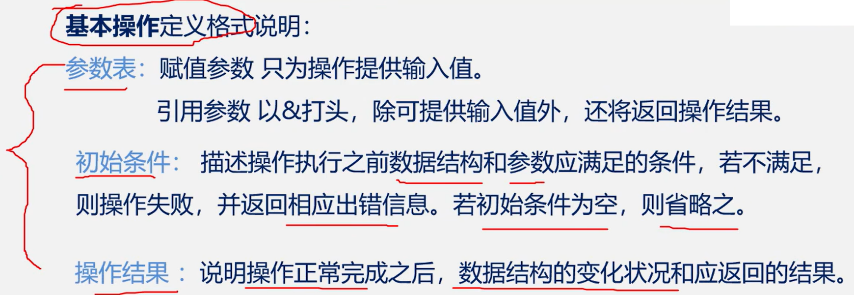 基本操作定义格式说明：
参数表：赋值参数 只为操作提供输入值。
引用参数 以&打头，除可提供输入值外，还将返回操作结果。
初始条件： 描述操作执行之前数据结构和参数应满足的条件，若不满足，
则操作失败，并返回相应出错信息。若初始条件为空，则省略之。
操作结果 ：说明操作正常完成之后，数据结构的变化状况和应返回的结果。